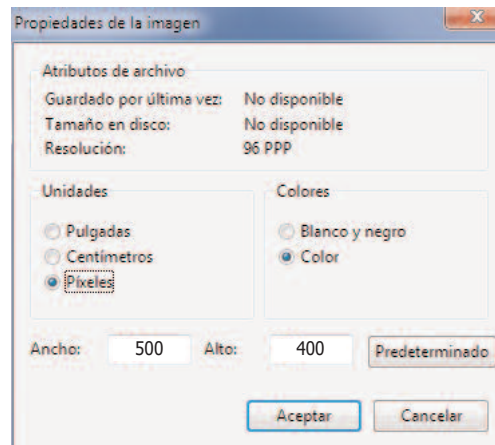 Propiedades de la imagen
Atributos de archivo
Guardado por última vez: No disponible
Tamaño en disco: No disponible
Resolución: 96 PPP
Unidades
Pulgadas
Centímetros
Píxeles
Colores
Blanco y negro
Color
Ancho: 500 Alto: 400 Predeterminado
Aceptar Cancelar